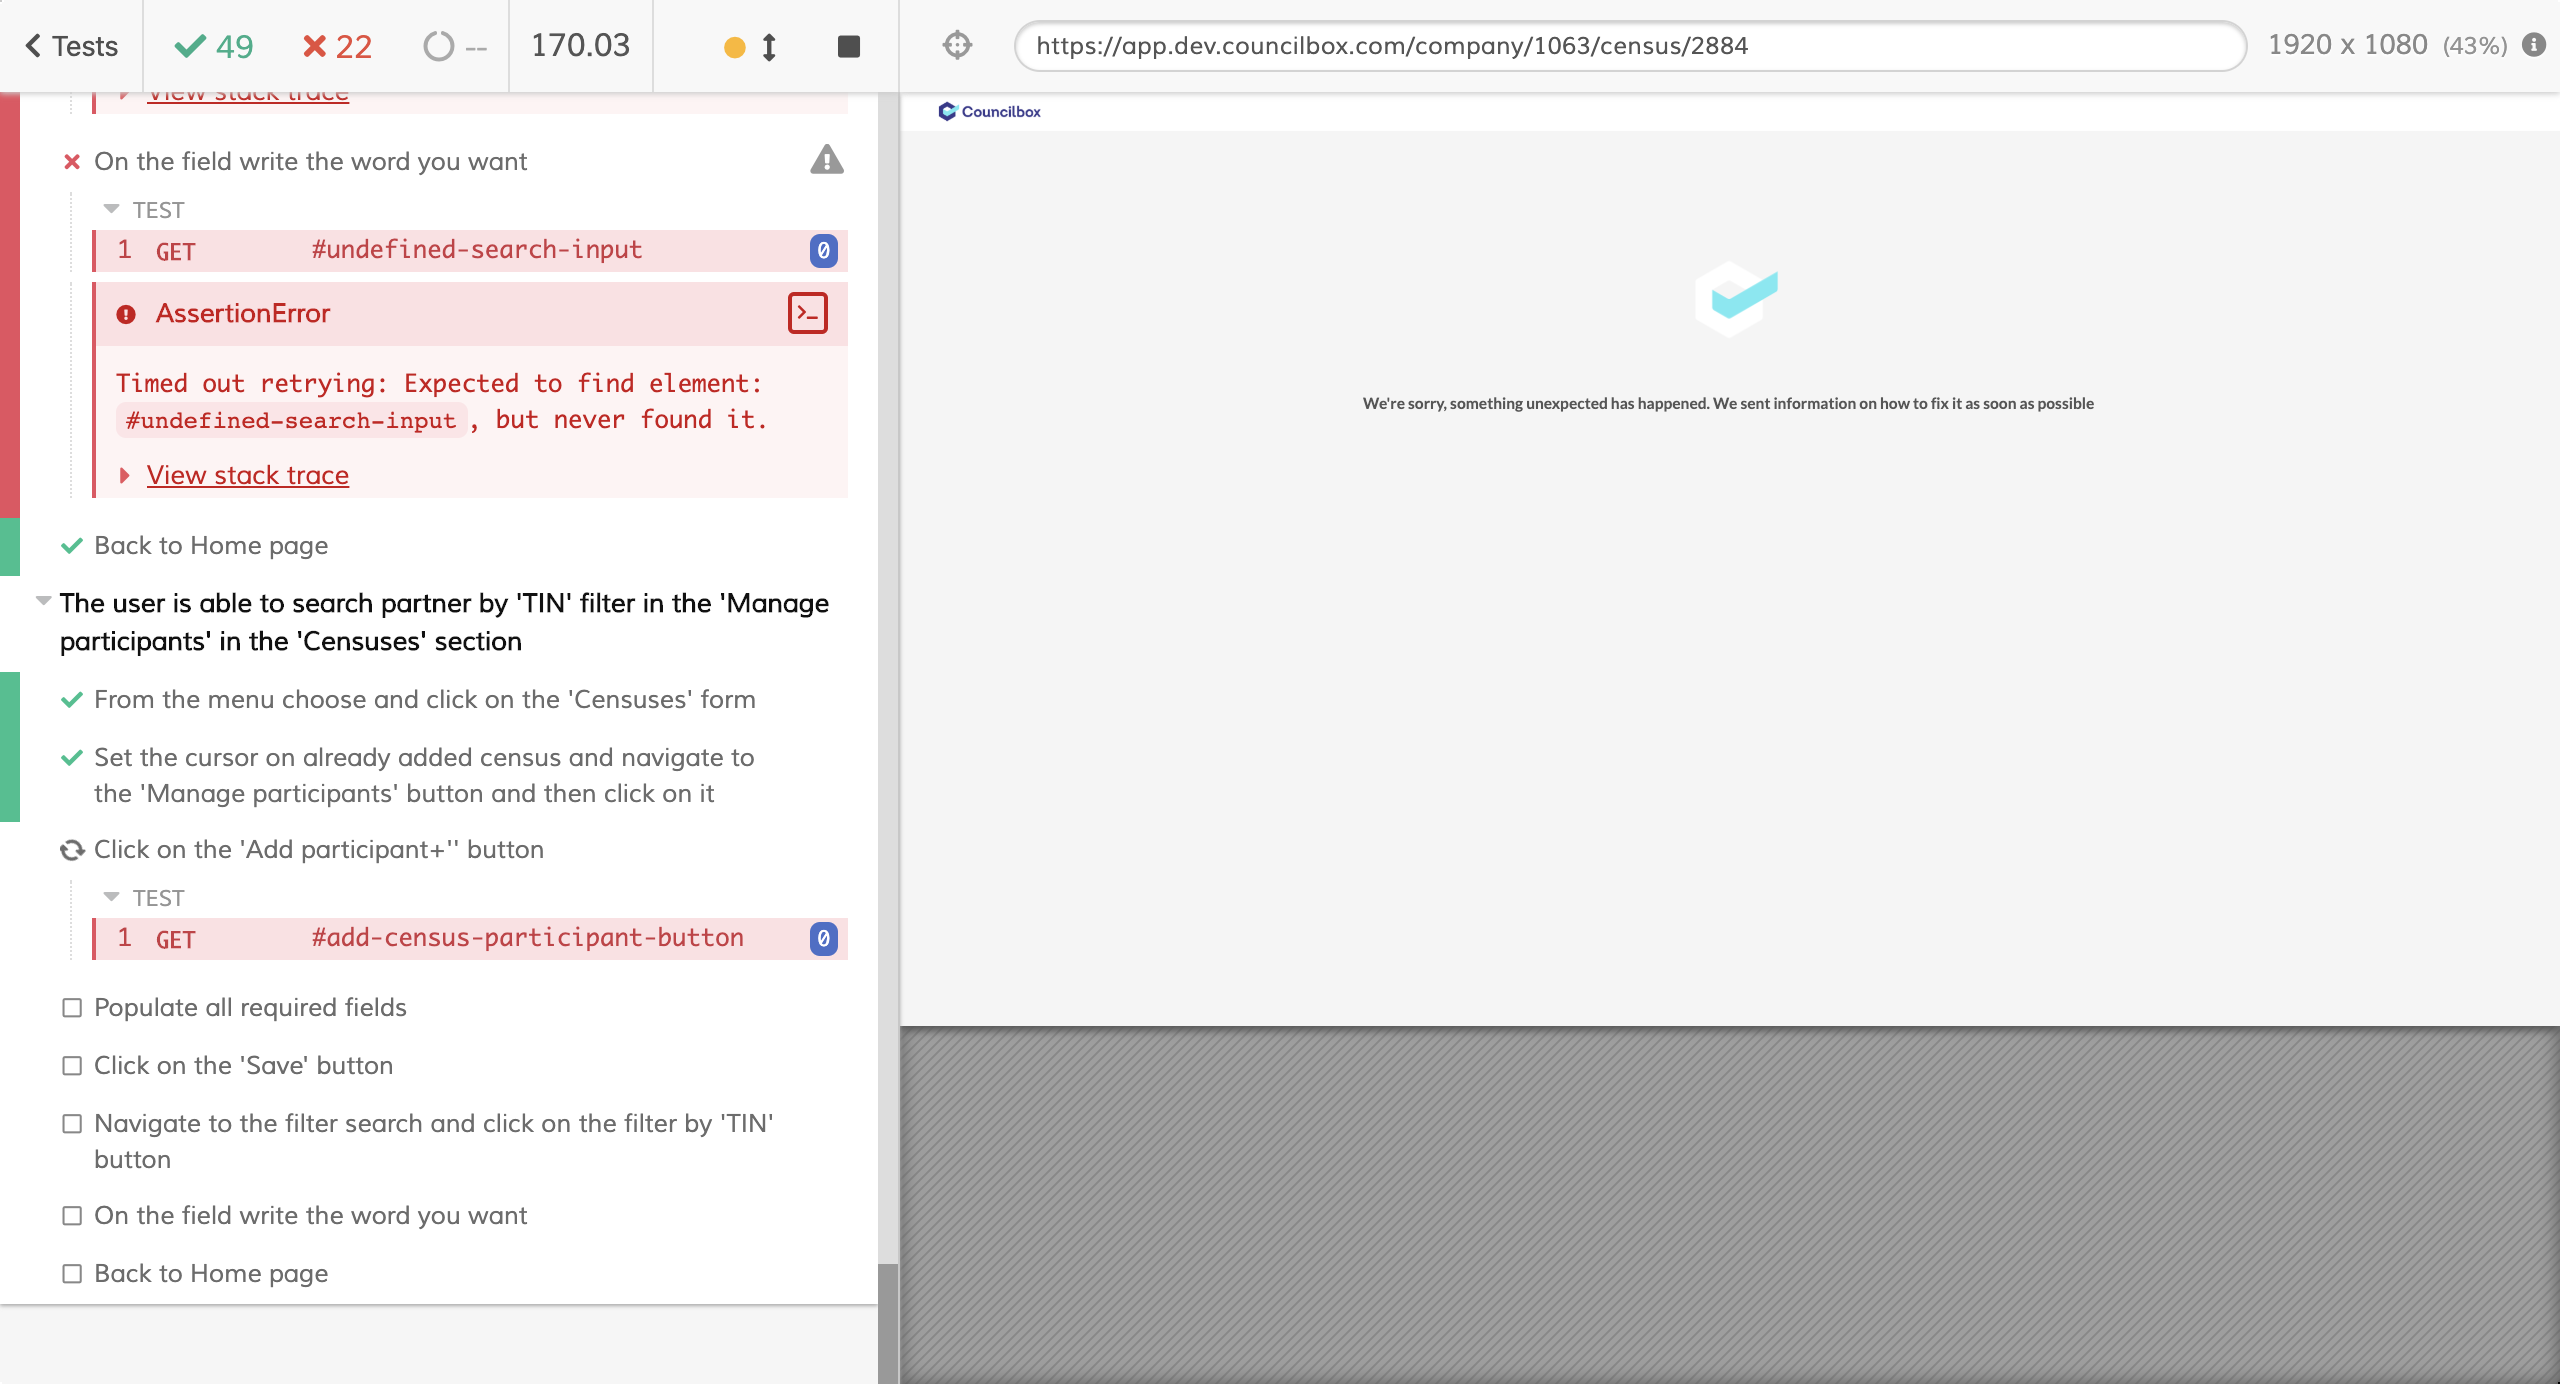 Tests
49
22
--
170.03
https://app.dev.councilbox.com/company/1063/census/2884
1920 x 1080 (43%)
View stack trace
On the field write the word you want
TEST
1 GET #undefined-search-input 0
AssertionError
Timed out retrying: Expected to find element:
#undefined-search-input, but never found it.
View stack trace
Back to Home page
The user is able to search partner by 'TIN' filter in the 'Manage
participants' in the 'Censuses' section
From the menu choose and click on the 'Censuses' form
Set the cursor on already added census and navigate to
the 'Manage participants' button and then click on it
Click on the 'Add participant+'' button
TEST
1 GET #add-census-participant-button 0
Populate all required fields
Click on the 'Save' button
Navigate to the filter search and click on the filter by 'TIN'
button
On the field write the word you want
Back to Home page
Councilbox
We're sorry, something unexpected has happened. We sent information on how to fix it as soon as possible